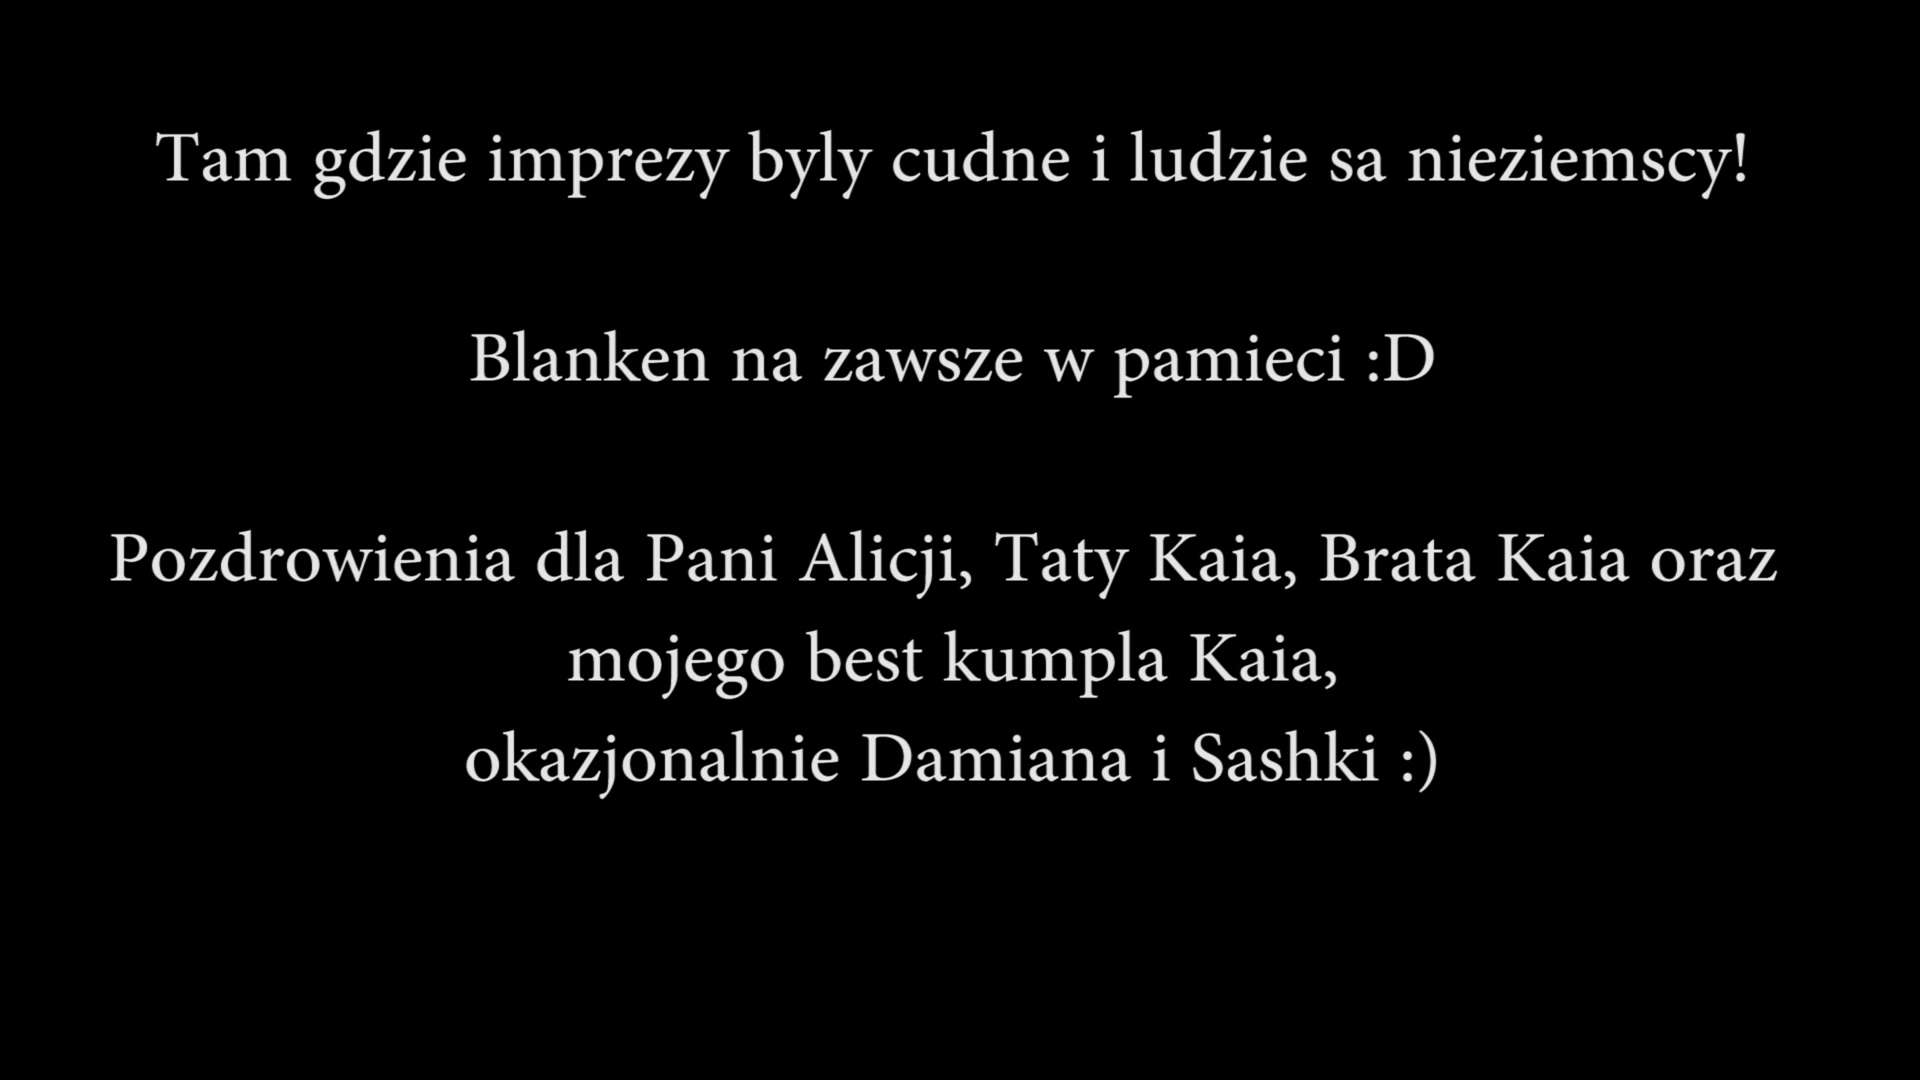 Tam gdzie imprezy byly cudne i ludzie sa nieziemscy!
Blanken na zawsze w pamieci :D
Pozdrowienia dla Pani Alicji, Taty Kaia, Brata Kaia oraz
mojego best kumpla Kaia,
okazjonalnie Damiana i Sashki :)